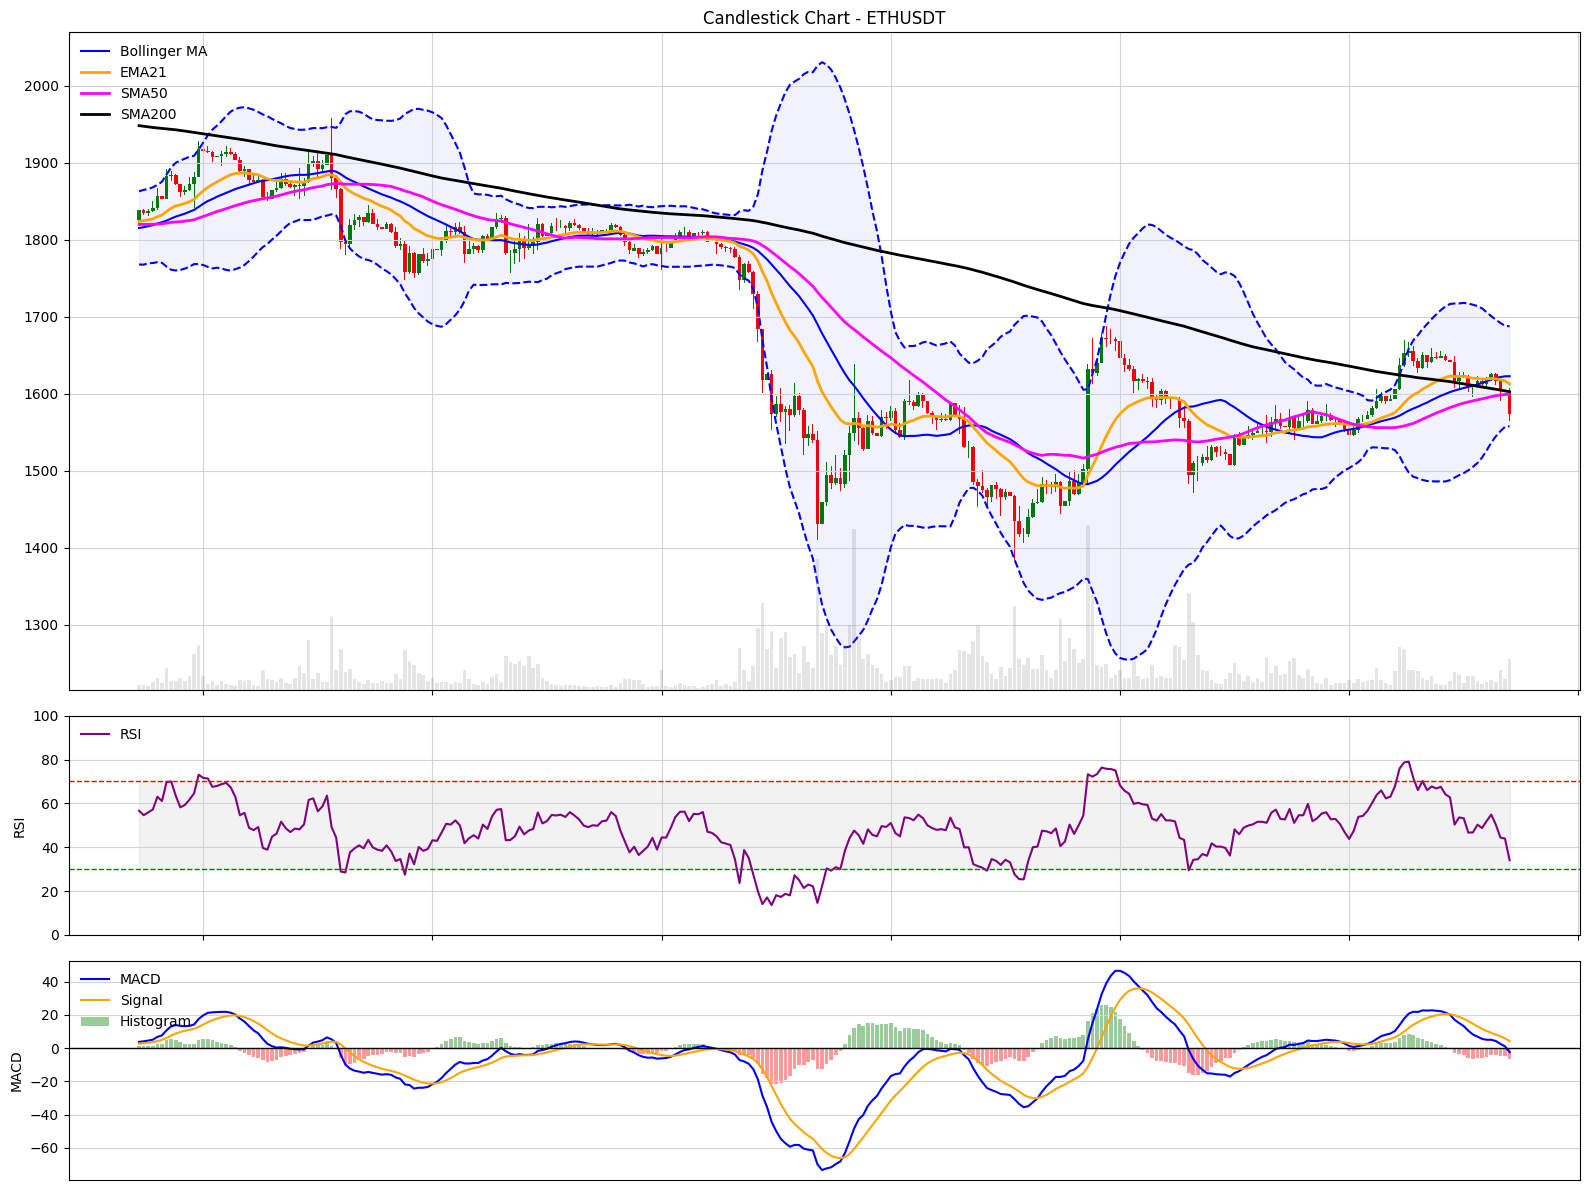 Candlestick Chart - ETHUSDT
Bollinger MA
EMA21
SMA50
SMA200
2000
1900
1800
1700
1600
1500
1400
1300
RSI
100
80
60
40
20
0
RSI
MACD
Signal
Histogram
40
20
0
−20
−40
−60
MACD